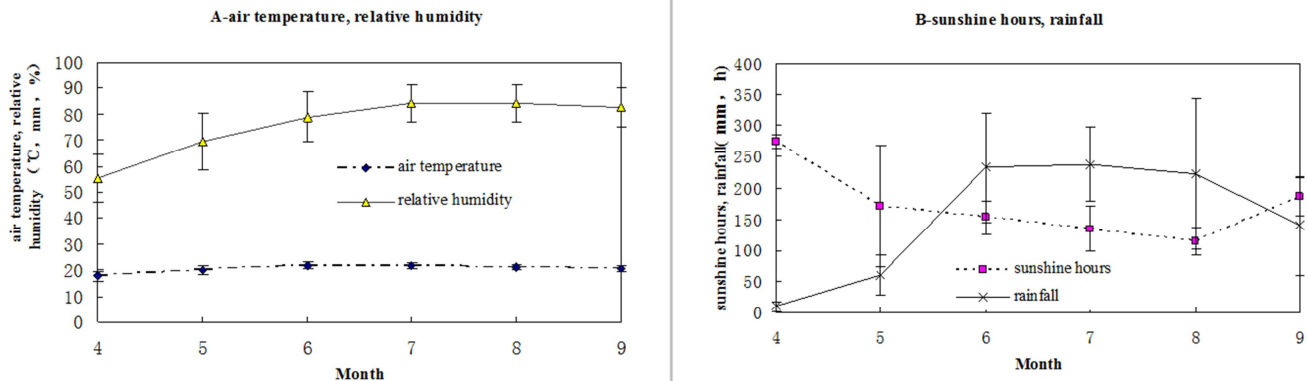 A-air temperature, relative humidity
air temperature, relative
humidity （℃, mm, %）
100
90
80
70
60
50
40
30
20
10
0
air temperature
relative humidity
4 5 6 7 8 9
Month
B-sunshine hours, rainfall
sunshine hours, rainfall( mm, h)
400
350
300
250
200
150
100
50
0
sunshine hours
rainfall
4 5 6 7 8 9
Month